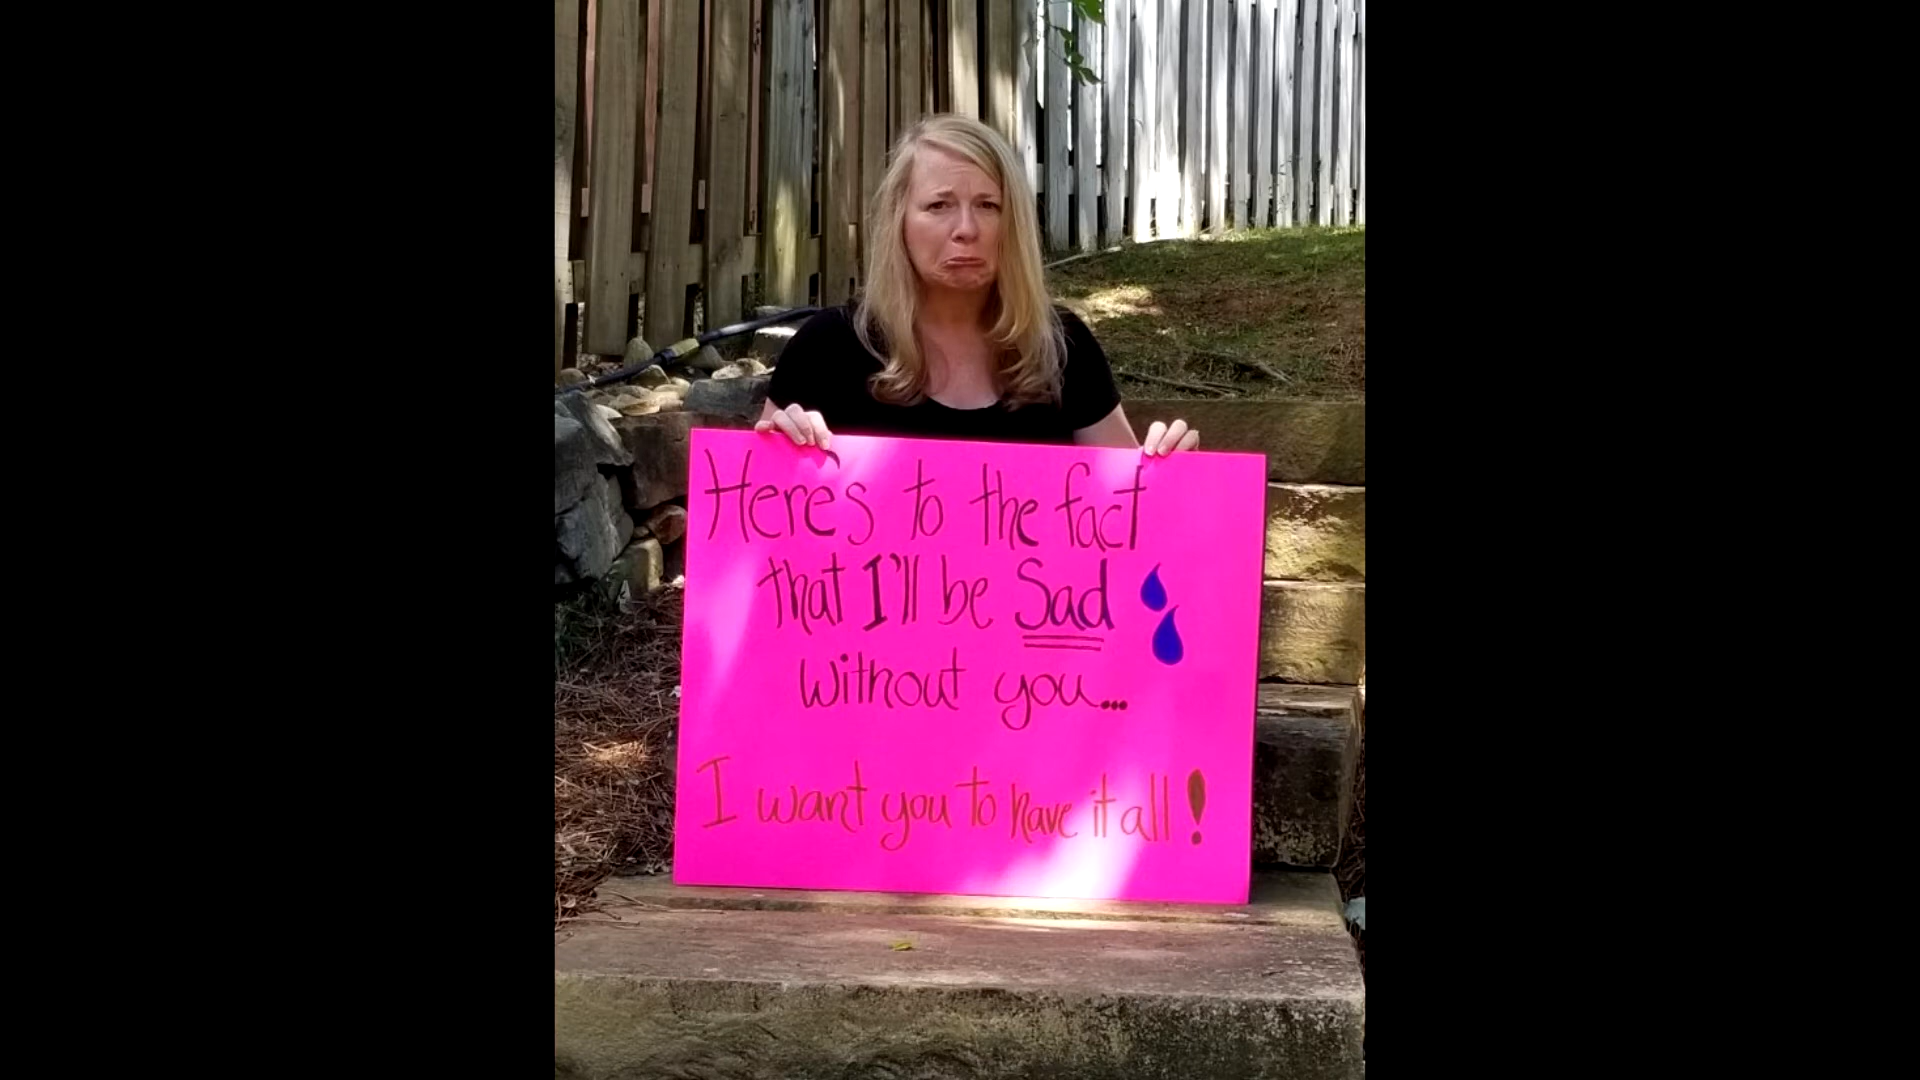 Here's to the fact
that I'll be Sad
without you...
I want you to have it all!